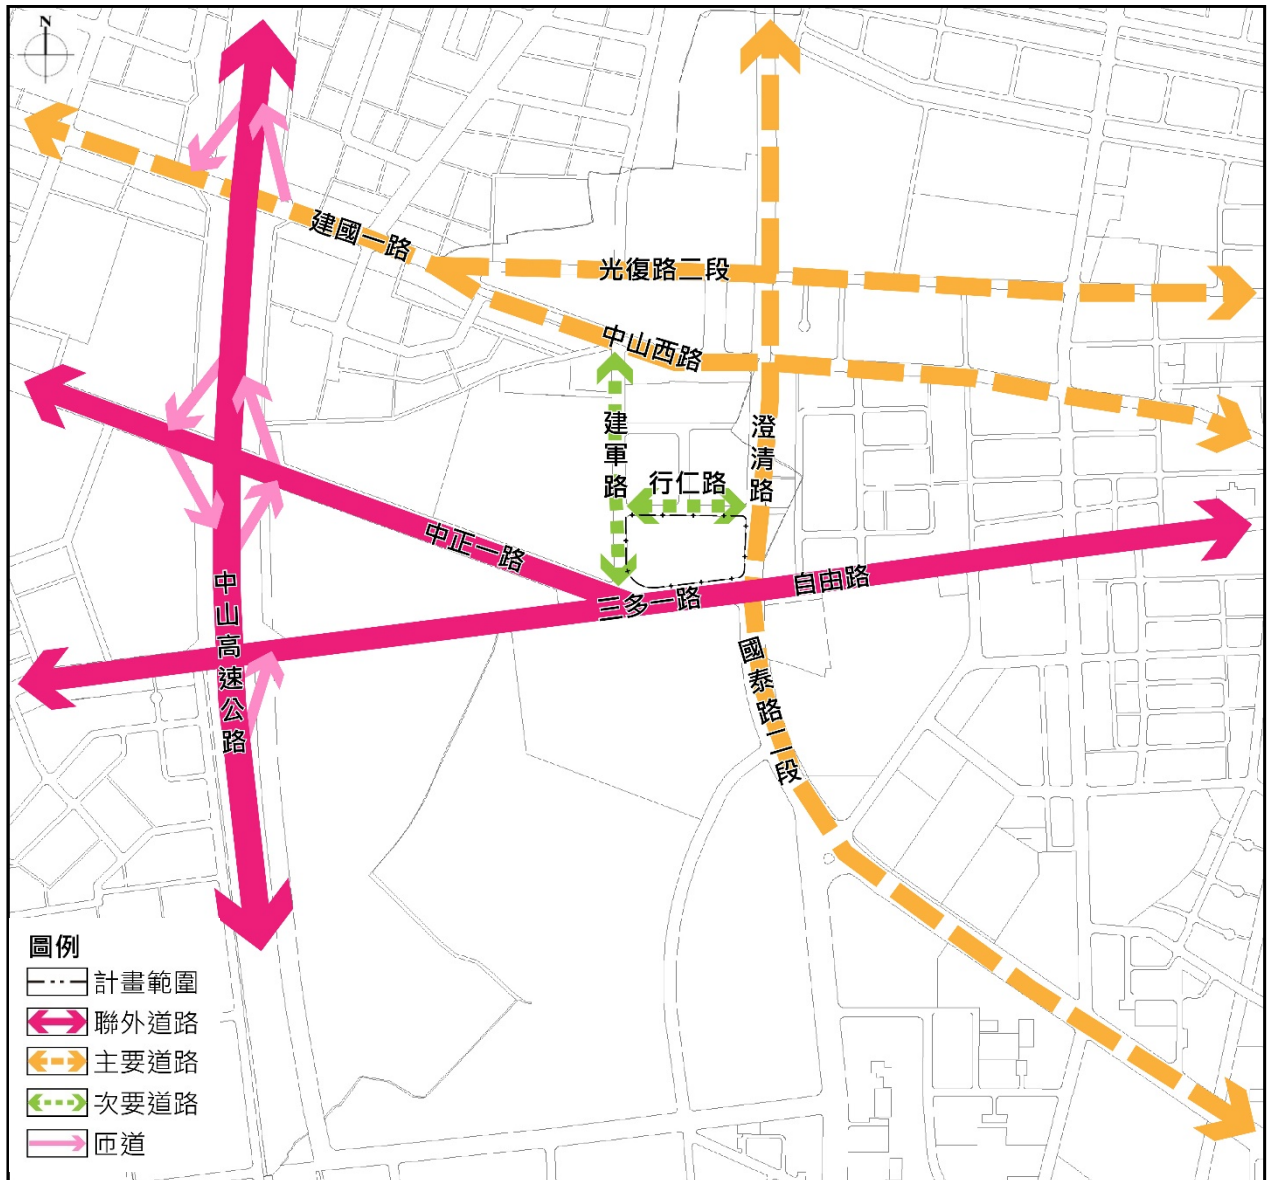 N
建國一路
光復路二段
中山西路
建軍路
澄清路
行仁路
中正一路
三多一路
自由路
中山高速公路
國泰路二段
圖例
計畫範圍
聯外道路
主要道路
次要道路
匝道